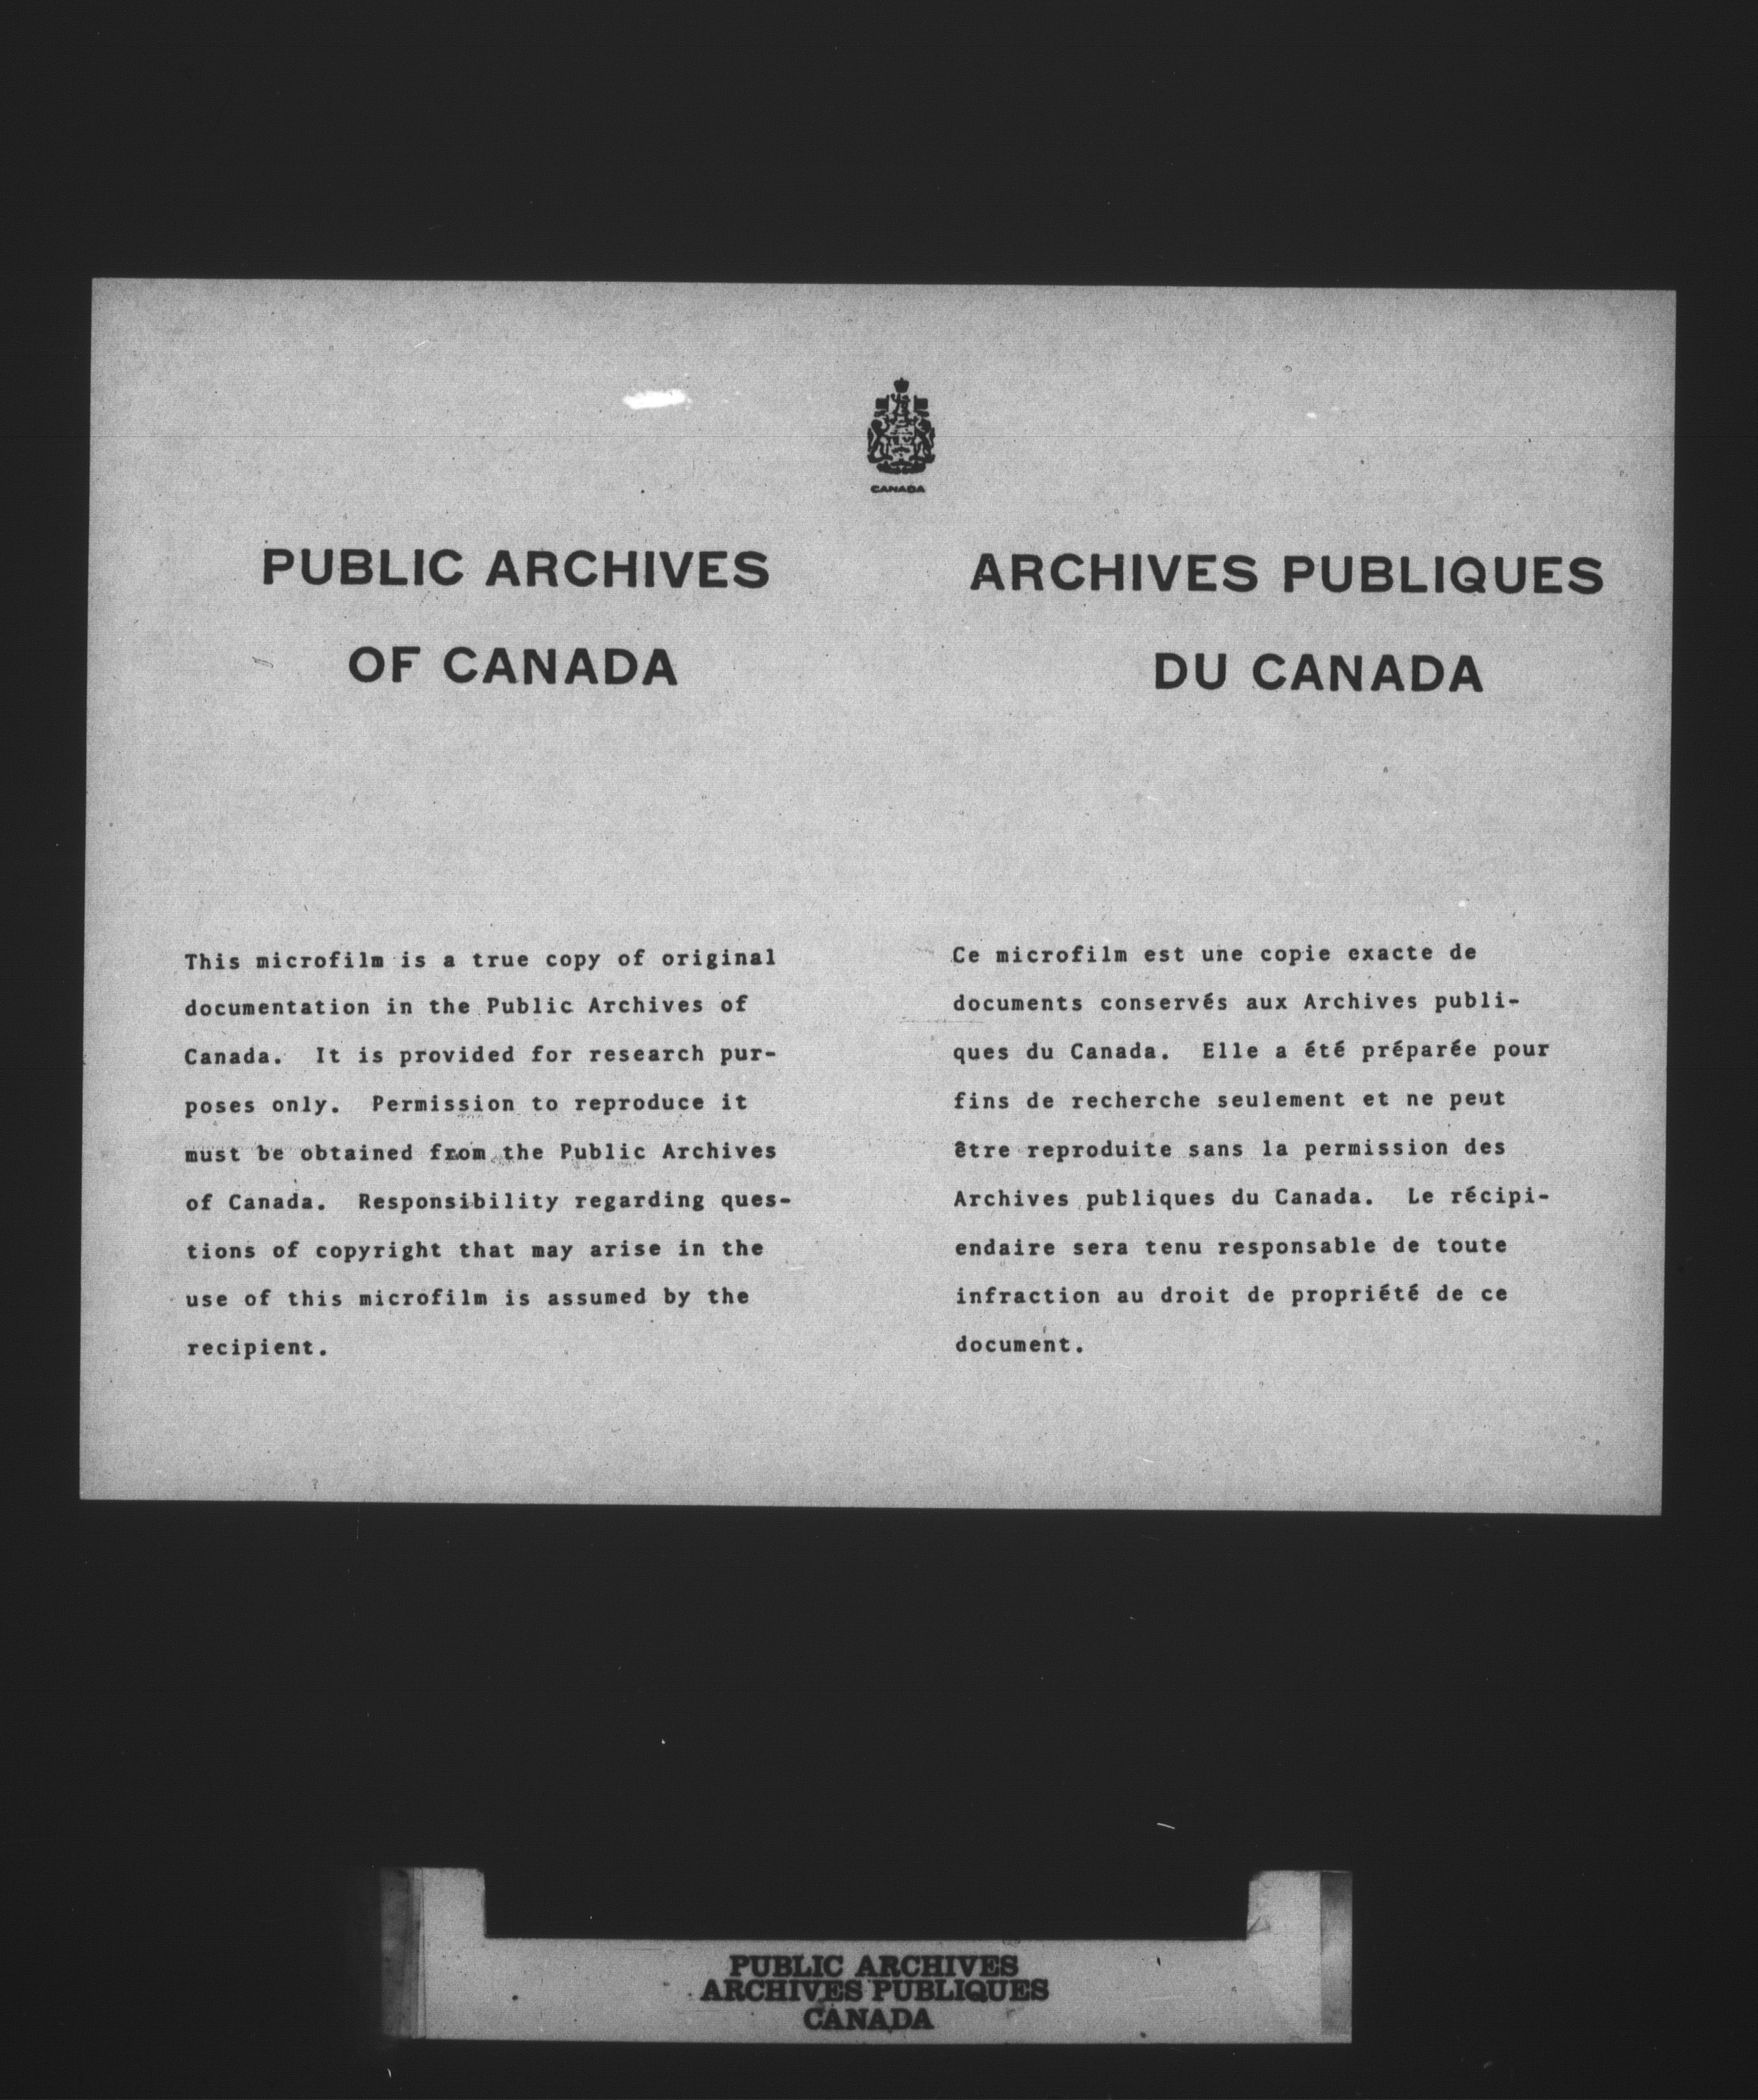 CANADA
PUBLIC ARCHIVES
OF CANADA
This microfilm is a true copy of original
documentation in the Public Archives of
Canada. It is provided for research pur-
poses only. Permission to reproduce it
must be obtained from the Public Archives
of Canada. Responsibility regarding ques-
tions of copyright that may arise in the
use of this microfilm is assumed by the
recipient.
ARCHIVES PUBLIQUES
DU CANADA
Ce microfilm est une copie exacte de
documents conservés aux Archives publi-
ques du Canada. Elle a été préparée pour
fins de recherche seulement et ne peut
être reproduite sans la permission des
Archives publiques du Canada. Le récipi-
endaire sera tenu responsable de toute
infraction au droit de propriété de ce
document.
PUBLIC ARCHIVES
ARCHIVES PUBLIQUES
CANADA